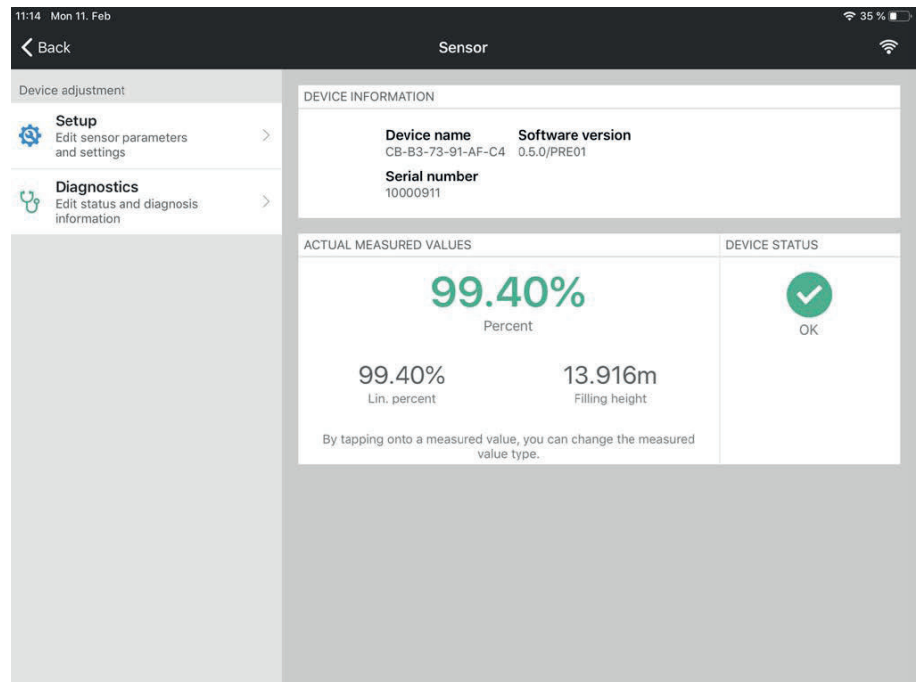 11:14 Mon 11. Feb
35 %
Back
Sensor
Device adjustment
Setup
Edit sensor parameters
and settings
Diagnostics
Edit status and diagnosis
information
DEVICE INFORMATION
Device name Software version
CB-B3-73-91-AF-C4 0.5.0/PRE01
Serial number
10000911
ACTUAL MEASURED VALUES
99.40%
Percent
99.40% 13.916m
Lin. percent Filling height
By tapping onto a measured value, you can change the measured
value type.
DEVICE STATUS
OK